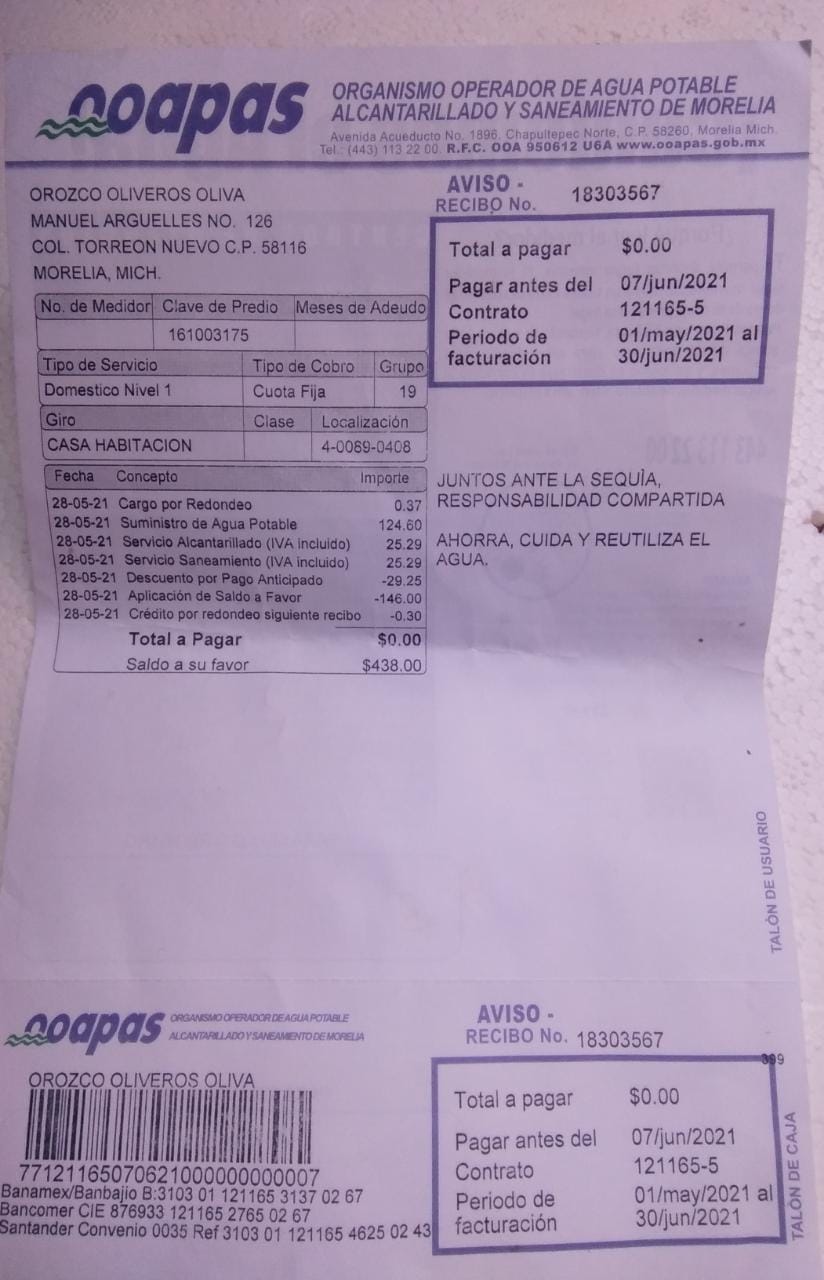 ooapas
ORGANISMO OPERADOR DE AGUA POTABLE
ALCANTARILLADO Y SANEAMIENTO DE MORELIA
Avenida Acueducto No. 1896, Chapultepec Norte, C.P. 58260, Morelia Mich.
Tel.: (443) 113 22 00. R.F.C. OOA 950612 U6A www.ooapas.gob.mx
OROZCO OLIVEROS OLIVA
MANUEL ARGUELLES NO. 126
COL. TORREON NUEVO C.P. 58116
MORELIA, MICH.
AVISO -
RECIBO No. 18303567
Total a pagar $0.00
Pagar antes del 07/jun/2021
Contrato 121165-5
Periodo de 01/may/2021 al
facturación 30/jun/2021
No. de Medidor Clave de Predio Meses de Adeudo
161003175
Tipo de Servicio Tipo de Cobro Grupo
Domestico Nivel 1 Cuota Fija 19
Giro Clase Localización
CASA HABITACION 4-0089-0408
Fecha Concepto Importe
28-05-21 Cargo por Redondeo 0.37
28-05-21 Suministro de Agua Potable 124.60
28-05-21 Servicio Alcantarillado (IVA incluido) 25.29
28-05-21 Servicio Saneamiento (IVA incluido) 25.29
28-05-21 Descuento por Pago Anticipado -29.25
28-05-21 Aplicación de Saldo a Favor -146.00
28-05-21 Crédito por redondeo siguiente recibo -0.30
Total a Pagar $0.00
Saldo a su favor $438.00
JUNTOS ANTE LA SEQUÌA,
RESPONSABILIDAD COMPARTIDA
AHORRA, CUIDA Y REUTILIZA EL
AGUA.
TALÒN DE USUARIO
ooapas
ORGANISMO OPERADOR DE AGUA POTABLE
ALCANTARILLADO Y SANEAMIENTO DE MORELIA
AVISO -
RECIBO No. 18303567
OROZCO OLIVEROS OLIVA
771211650706210000000000007
Banamex/Banbajio B:3103 01 121165 3137 02 67
Bancomer CIE 876933 121165 2765 02 67
Santander Convenio 0035 Ref 3103 01 121165 4625 02 43
Total a pagar $0.00
Pagar antes del 07/jun/2021
Contrato 121165-5
Periodo de 01/may/2021 al
facturación 30/jun/2021
TALÒN DE CAJA